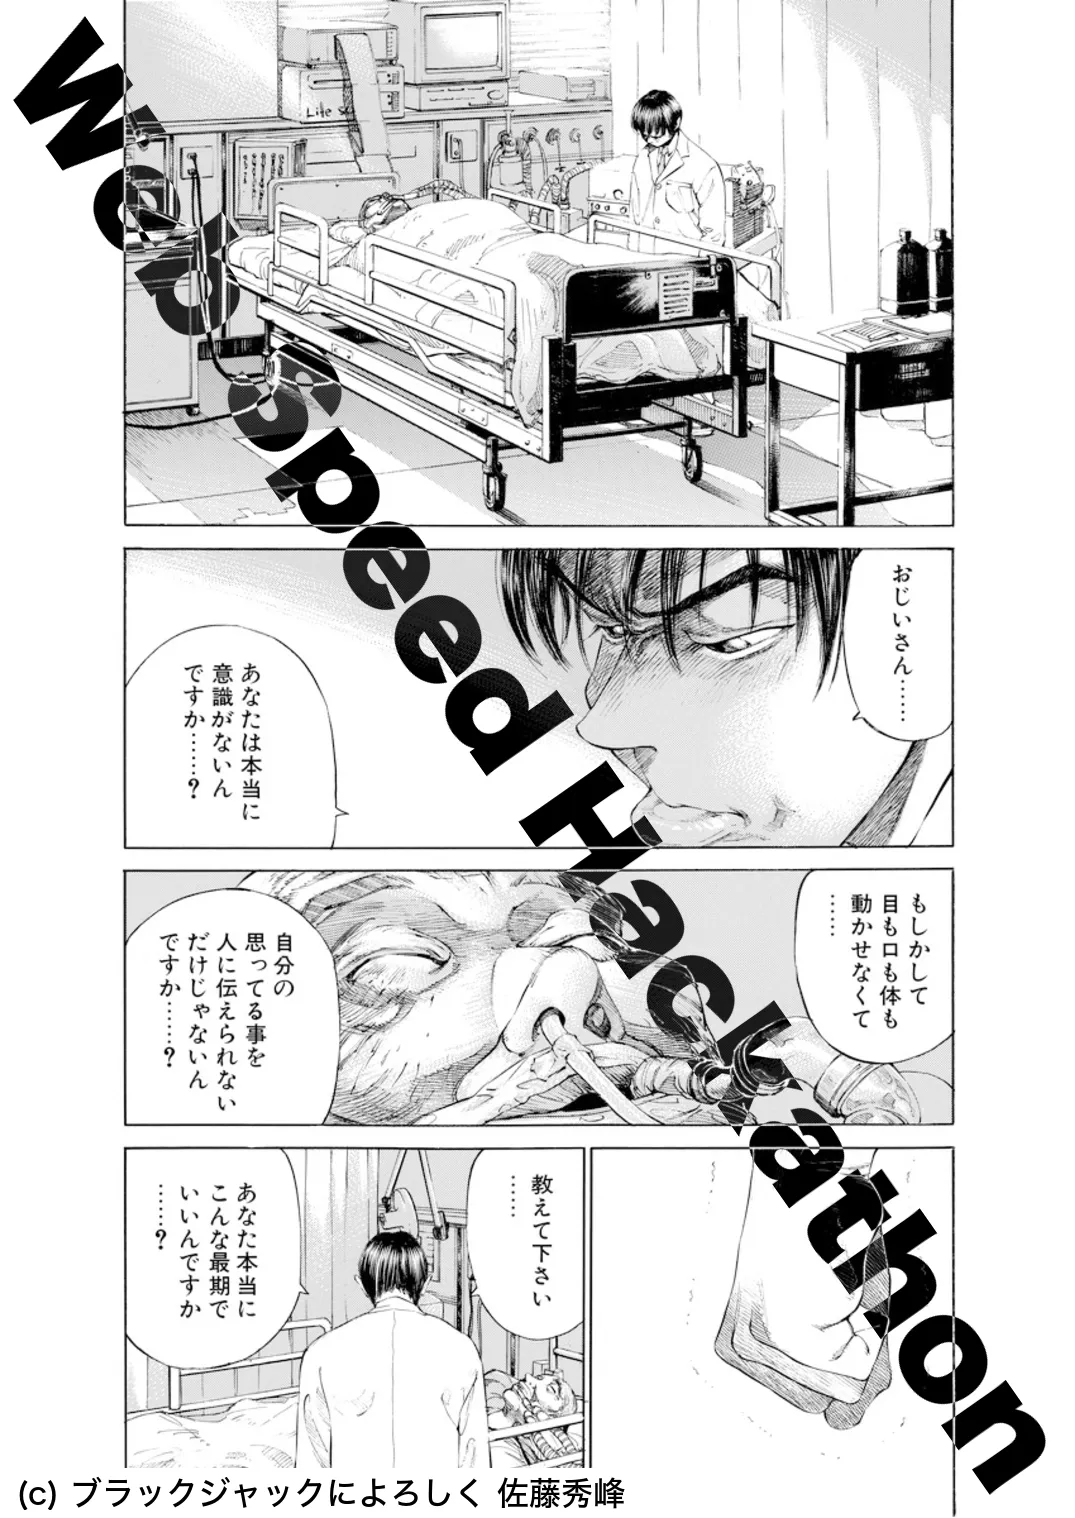 Web Speed Hackathon
Life S
おじいさん……
あなたは本当に
意識がないん
ですか……?
もしかして
目も口も体も
動かせなくて
……
自分の
思ってる事を
人に伝えられない
だけじゃないん
ですか……?
教えて下さい
……
あなた本当に
こんな最期で
いいんですか
……?
(c) ブラックジャックによろしく 佐藤秀峰